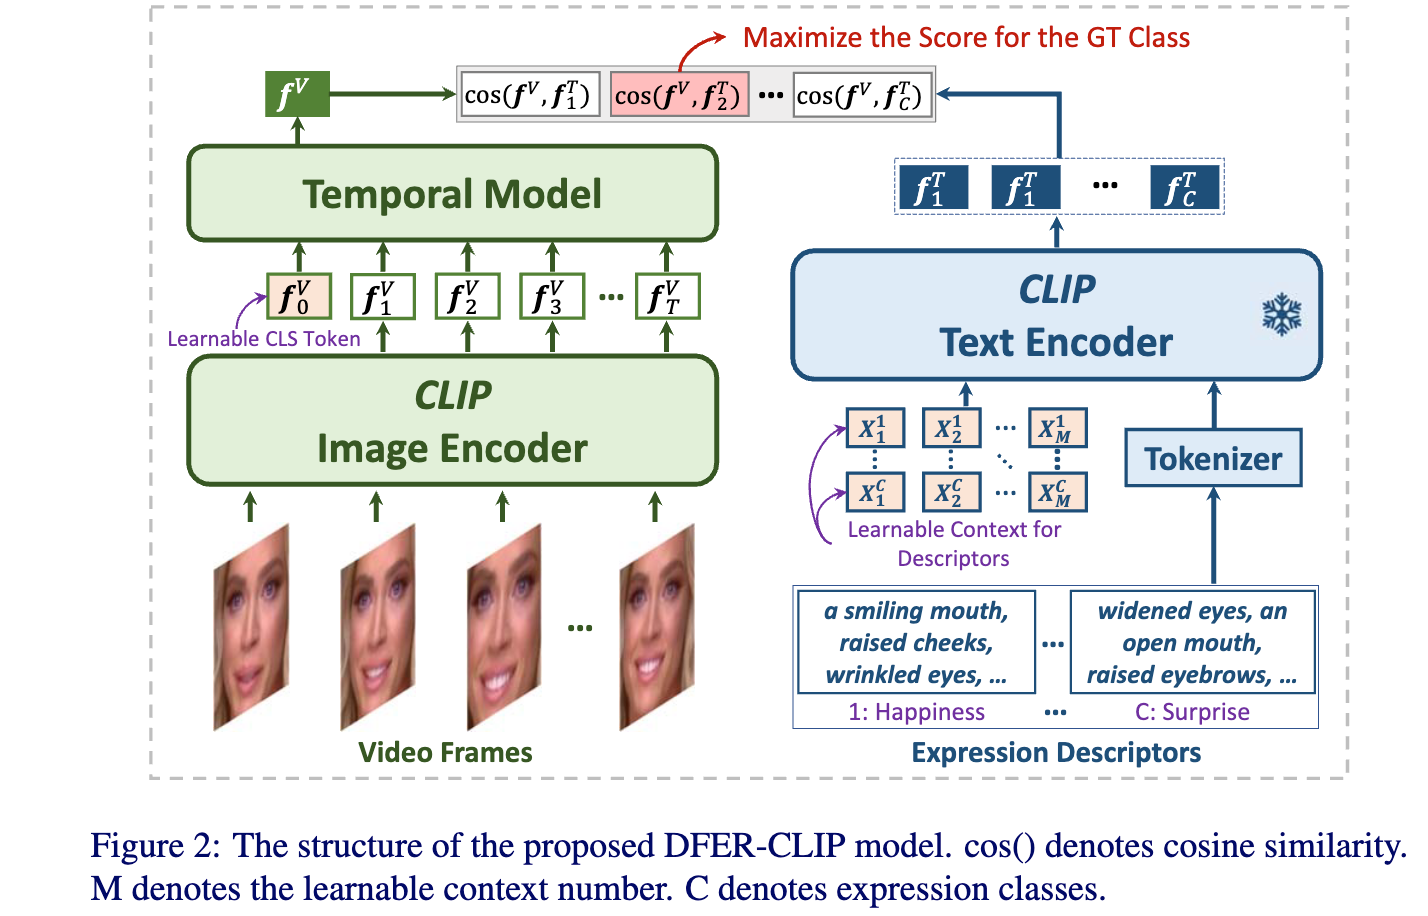 Maximize the Score for the GT Class
f^V
cos(f^V, f_1^T) cos(f^V, f_2^T) ... cos(f^V, f_C^T)
Temporal Model
f_0^V f_1^V f_2^V f_3^V ... f_T^V
Learnable CLS Token
CLIP
Image Encoder
Video Frames
f_1^T f_1^T ... f_C^T
CLIP
Text Encoder
X_1^1 X_2^1 ... X_M^1
X_1^C X_2^C ... X_M^C
Learnable Context for
Descriptors
Tokenizer
a smiling mouth,
raised cheeks,
wrinkled eyes, ...
...
widened eyes, an
open mouth,
raised eyebrows, ...
1: Happiness ... C: Surprise
Expression Descriptors
Figure 2: The structure of the proposed DFER-CLIP model. cos() denotes cosine similarity.
M denotes the learnable context number. C denotes expression classes.